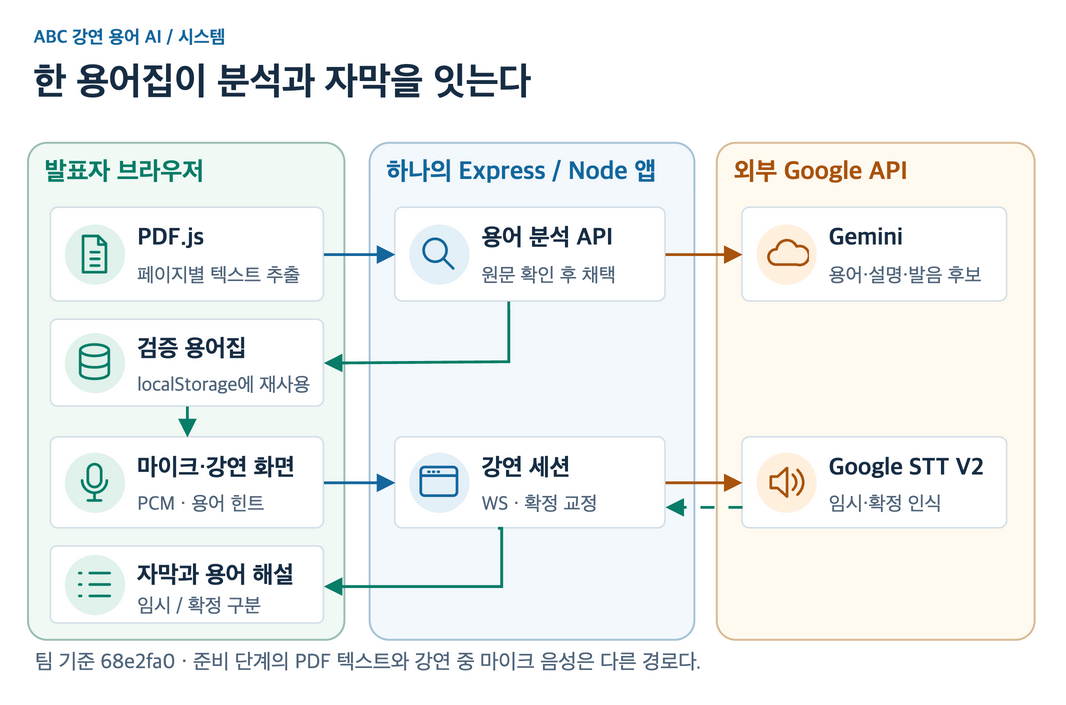 ABC 강연 용어 AI / 시스템
한 용어집이 분석과 자막을 잇는다
발표자 브라우저
PDF.js
페이지별 텍스트 추출
검증 용어집
localStorage에 재사용
마이크·강연 화면
PCM · 용어 힌트
자막과 용어 해설
임시 / 확정 구분
하나의 Express / Node 앱
용어 분석 API
원문 확인 후 채택
강연 세션
WS · 확정 교정
외부 Google API
Gemini
용어·설명·발음 후보
Google STT V2
임시·확정 인식
팀 기준 68e2fa0 · 준비 단계의 PDF 텍스트와 강연 중 마이크 음성은 다른 경로다.